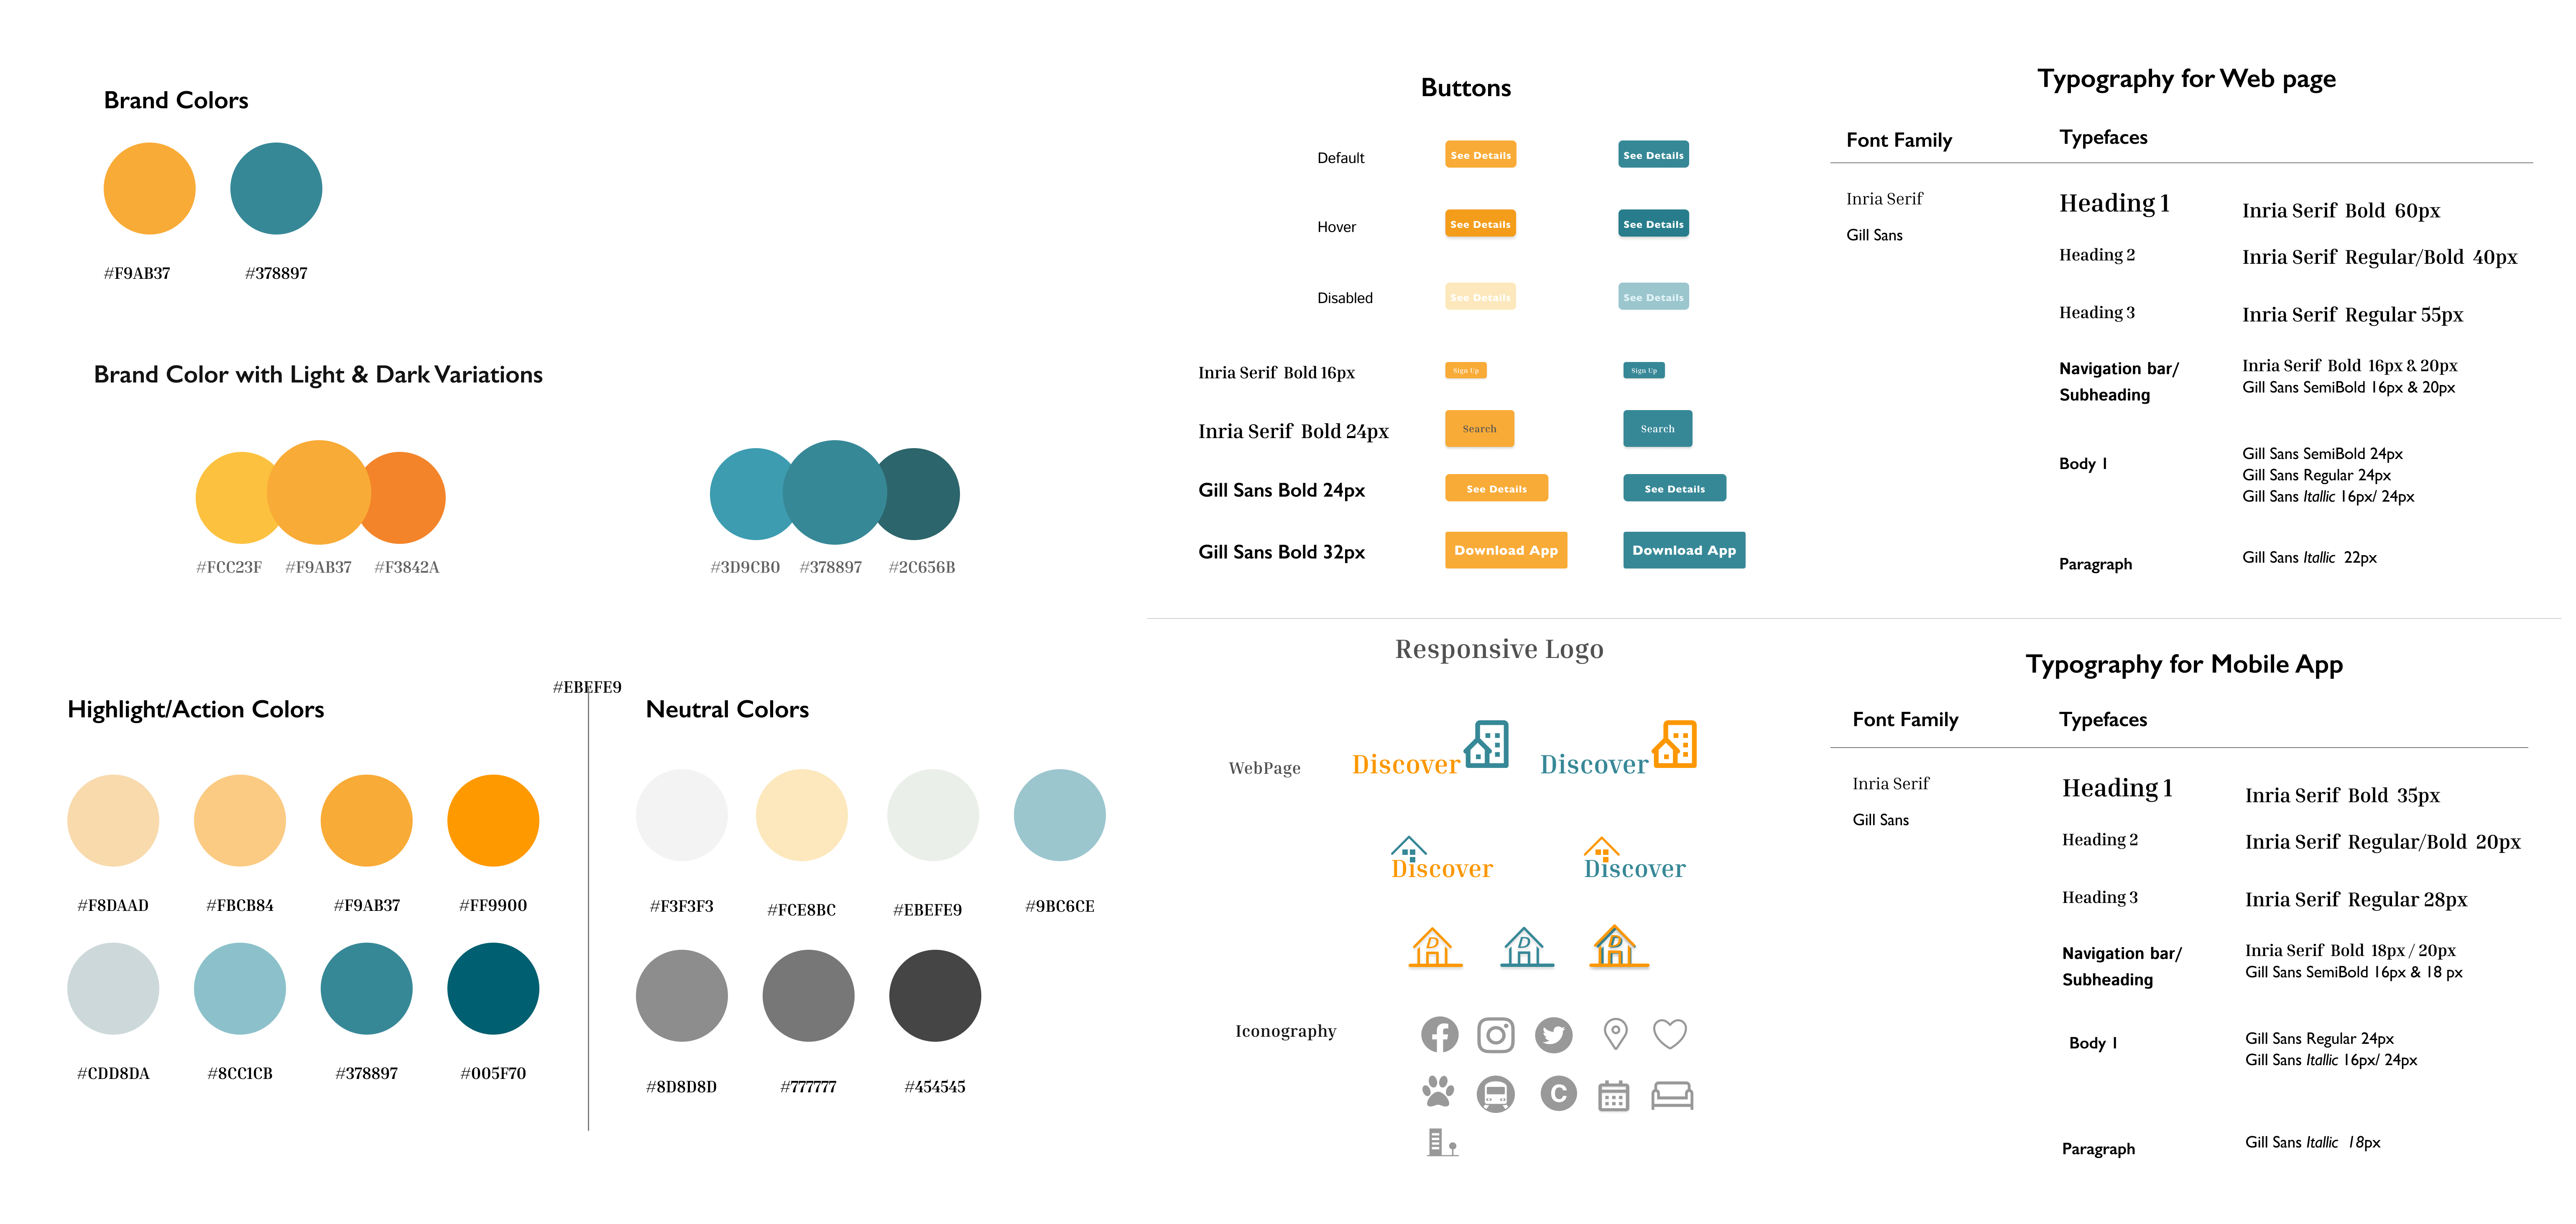 Brand Colors
#F9AB37 #378897
Brand Color with Light & Dark Variations
#FCC23F #F9AB37 #F3842A
#3D9CB0 #378897 #2C656B
#EBEFE9
Highlight/Action Colors
#F8DAAD #FBCB84 #F9AB37 #FF9900
#CDD8DA #8CC1CB #378897 #005F70
Neutral Colors
#F3F3F3 #FCE8BC #EBEFE9 #9BC6CE
#8D8D8D #777777 #454545
Buttons
Default See Details See Details
Hover See Details See Details
Disabled See Details See Details
Inria Serif Bold 16px Sign Up Sign Up
Inria Serif Bold 24px Search Search
Gill Sans Bold 24px See Details See Details
Gill Sans Bold 32px Download App Download App
Responsive Logo
WebPage Discover Discover
Discover Discover
D D D
Iconography
C
Typography for Web page
Font Family Typefaces
Inria Serif
Gill Sans
Heading 1 Inria Serif Bold 60px
Heading 2 Inria Serif Regular/Bold 40px
Heading 3 Inria Serif Regular 55px
Navigation bar/
Subheading
Inria Serif Bold 16px & 20px
Gill Sans SemiBold 16px & 20px
Body 1
Gill Sans SemiBold 24px
Gill Sans Regular 24px
Gill Sans Itallic 16px/ 24px
Paragraph Gill Sans Itallic 22px
Typography for Mobile App
Font Family Typefaces
Inria Serif
Gill Sans
Heading 1 Inria Serif Bold 35px
Heading 2 Inria Serif Regular/Bold 20px
Heading 3 Inria Serif Regular 28px
Navigation bar/
Subheading
Inria Serif Bold 18px / 20px
Gill Sans SemiBold 16px & 18 px
Body 1
Gill Sans Regular 24px
Gill Sans Itallic 16px/ 24px
Paragraph Gill Sans Itallic 18px